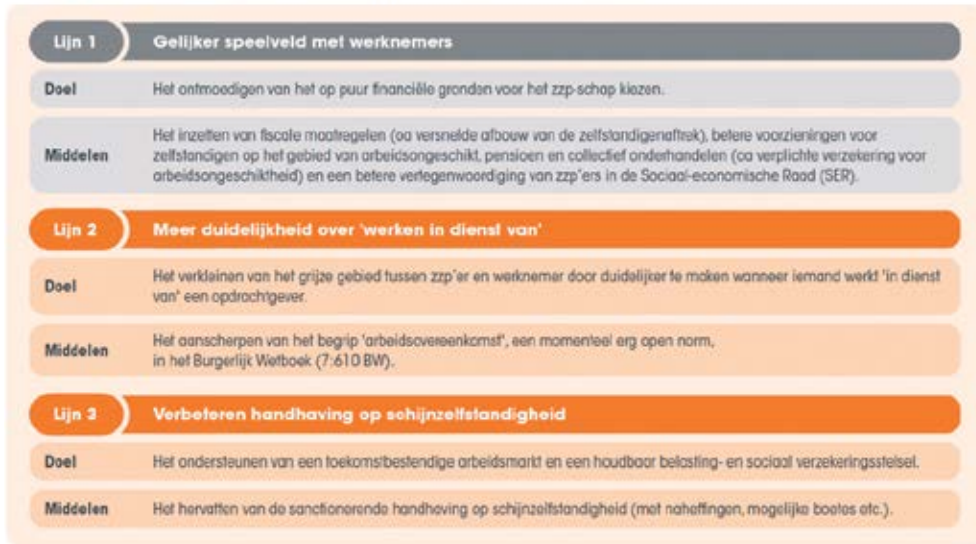 Lijn 1 Gelijker speelveld met werknemers
Doel Het ontmoedigen van het op puur financiële gronden voor het zzp-schap kiezen.
Het inzetten van fiscale maatregelen (oa versnelde afbouw van de zelfstandigenaftrek), betere voorzieningen voor
Middelen zelfstandigen op het gebied van arbeidsongeschikt, pensioen en collectief onderhandelen (oa verplichte verzekering voor
arbeidsongeschiktheid) en een betere vertegenwoordiging van zzp'ers in de Sociaal-economische Raad (SER).
Lijn 2 Meer duidelijkheid over 'werken in dienst van'
Doel Het verkleinen van het grijze gebied tussen zzp'er en werknemer door duidelijker te maken wanneer iemand werkt 'in dienst
van' een opdrachtgever.
Middelen Het aanscherpen van het begrip 'arbeidsovereenkomst', een momenteel erg open norm,
in het Burgerlijk Wetboek (7:610 BW).
Lijn 3 Verbeteren handhaving op schijnzelfstandigheid
Doel Het ondersteunen van een toekomstbestendige arbeidsmarkt en een houdbaar belasting- en sociaal verzekeringsstelsel.
Middelen Het hervatten van de sanctionerende handhaving op schijnzelfstandigheid (met naheffingen, mogelijke boetes etc.).